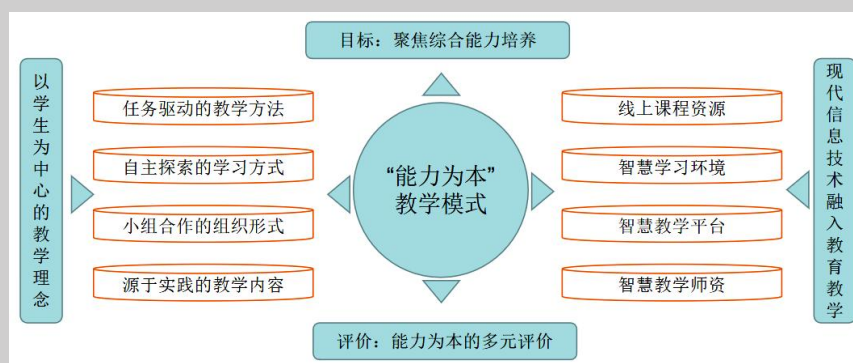 目标：聚焦综合能力培养
以学生为中心的教学理念
任务驱动的教学方法
自主探索的学习方式
小组合作的组织形式
源于实践的教学内容
“能力为本”
教学模式
线上课程资源
智慧学习环境
智慧教学平台
智慧教学师资
现代信息技术融入教育教学
评价：能力为本的多元评价